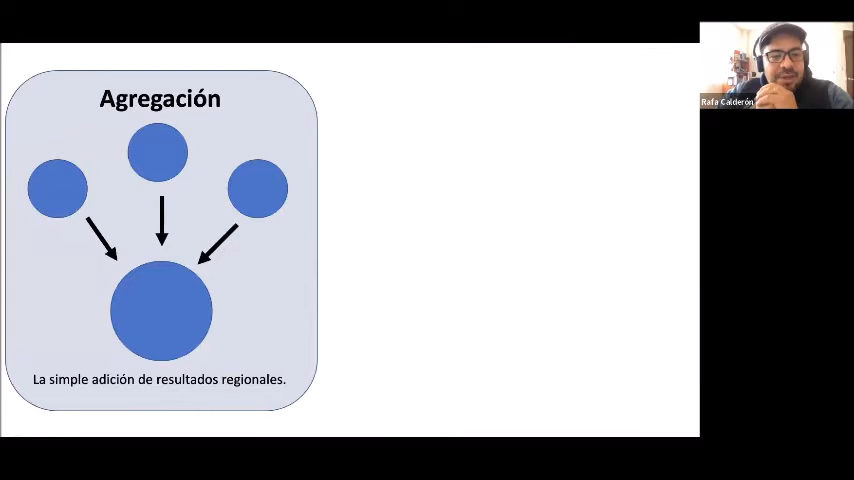 Agregación
La simple adición de resultados regionales.
Rafa Calderón